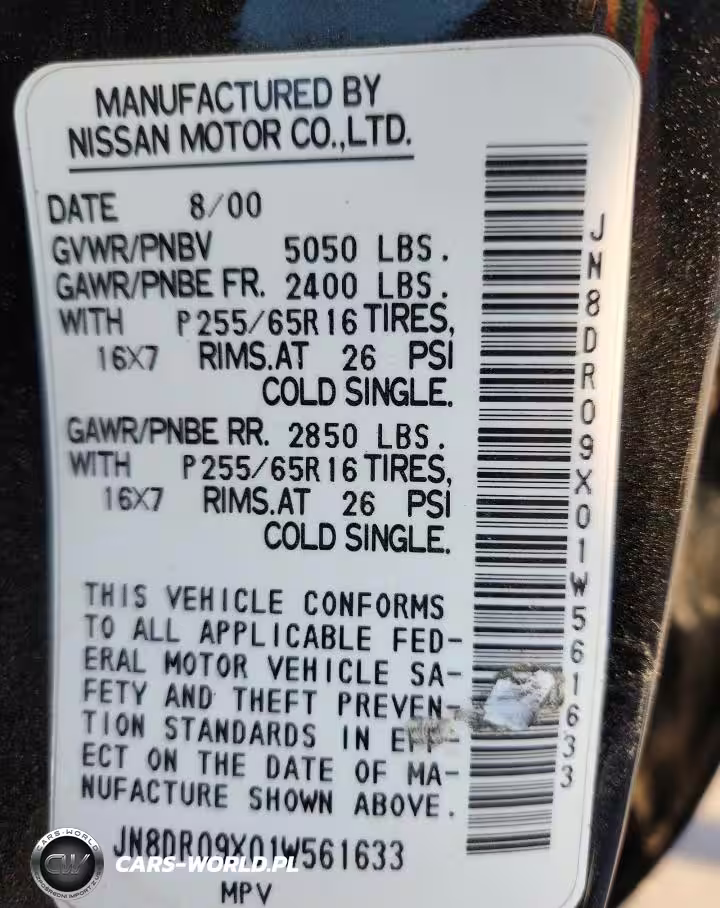 MANUFACTURED BY
NISSAN MOTOR CO.,LTD.
DATE 8/00
GVWR/PNBV 5050 LBS.
GAWR/PNBE FR. 2400 LBS.
WITH P255/65R16 TIRES,
16X7 RIMS.AT 26 PSI
COLD SINGLE.
GAWR/PNBE RR. 2850 LBS.
WITH P255/65R16 TIRES,
16X7 RIMS.AT 26 PSI
COLD SINGLE.
THIS VEHICLE CONFORMS
TO ALL APPLICABLE FED-
ERAL MOTOR VEHICLE SA-
FETY AND THEFT PREVEN-
TION STANDARDS IN EFF-
ECT ON THE DATE OF MA-
NUFACTURE SHOWN ABOVE.
JN8DR09X01W561633
MPV
JN8DR09X01W561633
CARS-WORLD
CW
CARS-WORLD.PL